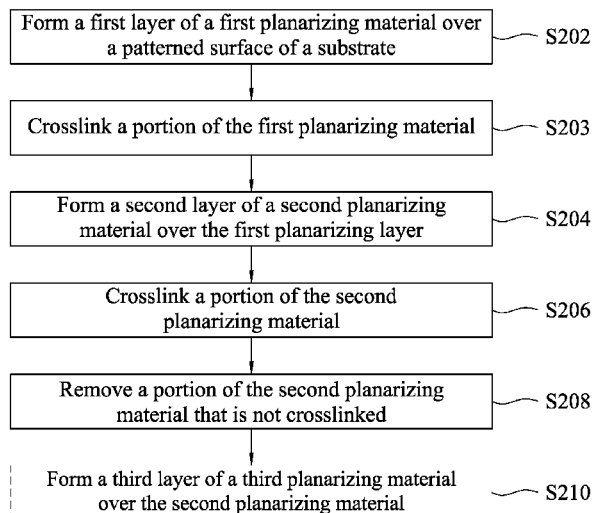 Form a first layer of a first planarizing material over
a patterned surface of a substrate
S202
Crosslink a portion of the first planarizing material
S203
Form a second layer of a second planarizing
material over the first planarizing layer
S204
Crosslink a portion of the second
planarizing material
S206
Remove a portion of the second planarizing
material that is not crosslinked
S208
Form a third layer of a third planarizing material
over the second planarizing material
S210